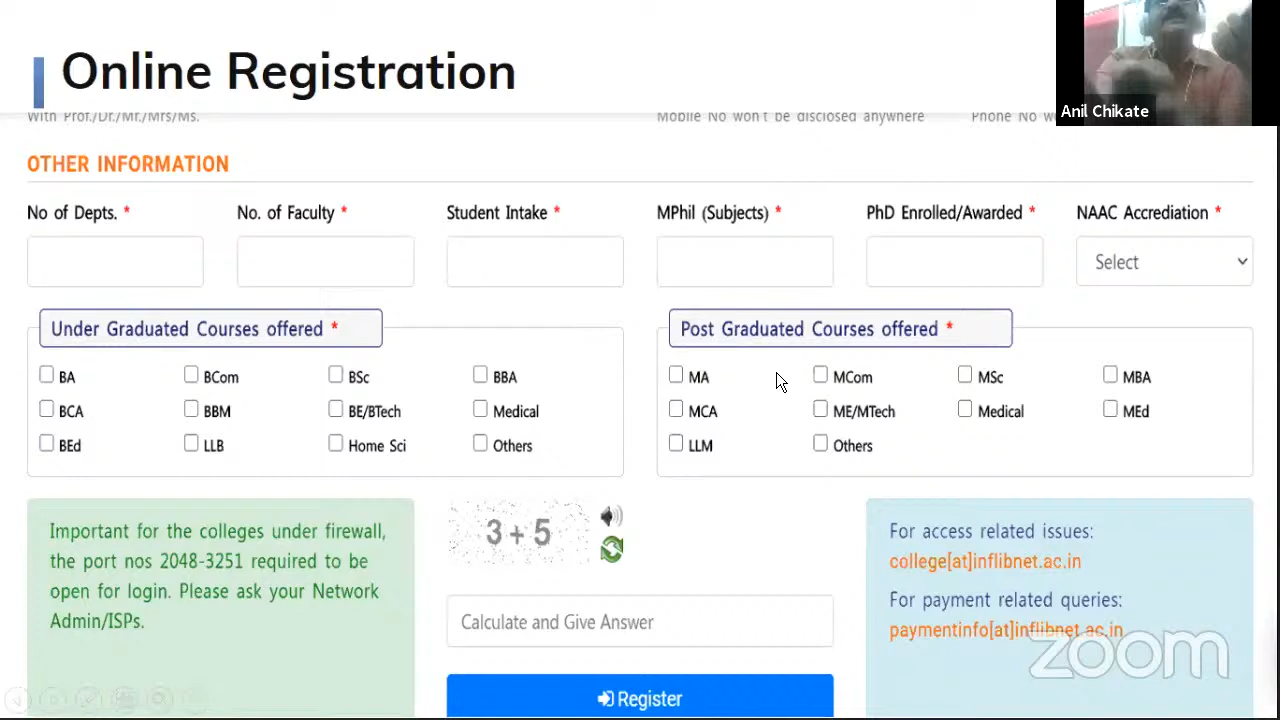 Online Registration
Anil Chikate
With Prof./Dr./Mr./Mrs/Ms.
Mobile No won't be disclosed anywhere
Phone No
OTHER INFORMATION
No of Depts. *
No. of Faculty *
Student Intake *
MPhil (Subjects) *
PhD Enrolled/Awarded *
NAAC Accrediation *
Select
Under Graduated Courses offered *
BA BCom BSc BBA
BCA BBM BE/BTech Medical
BEd LLB Home Sci Others
Post Graduated Courses offered *
MA MCom MSc MBA
MCA ME/MTech Medical MEd
LLM Others
Important for the colleges under firewall,
the port nos 2048-3251 required to be
open for login. Please ask your Network
Admin/ISPs.
3 + 5
Calculate and Give Answer
Register
For access related issues:
college[at]inflibnet.ac.in
For payment related queries:
paymentinfo[at]inflibnet.ac.in
zoom